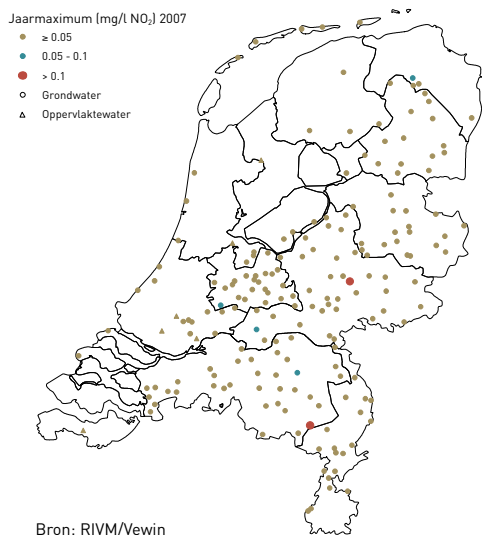 Jaarmaximum (mg/l NO₂) 2007
≥ 0.05
0.05 - 0.1
> 0.1
Grondwater
Oppervlaktewater
Bron: RIVM/Vewin